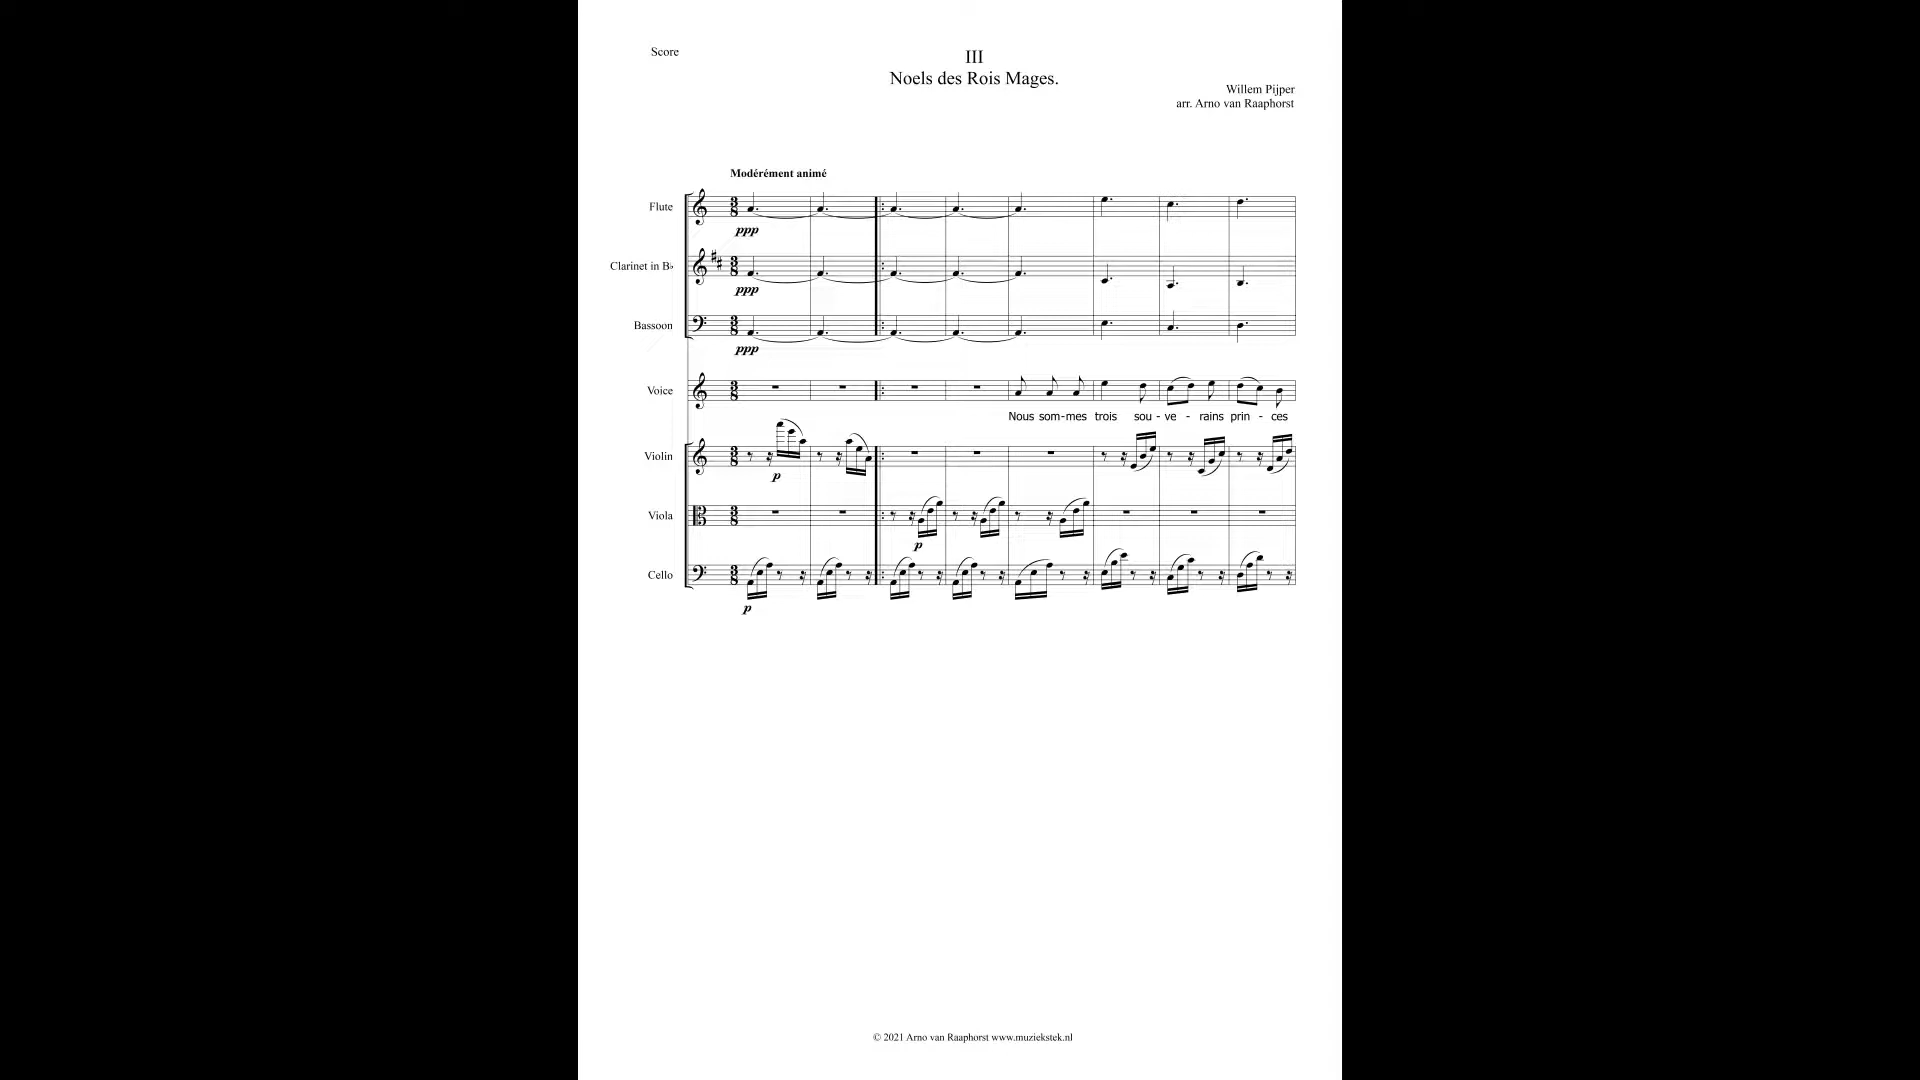 Score
III
Noels des Rois Mages.
Willem Pijper
arr. Arno van Raaphorst
Modérément animé
Flute
ppp
Clarinet in B♭
ppp
Bassoon
ppp
Voice
Nous som-mes trois sou - ve - rains prin - ces
Violin
p
Viola
p
Cello
p
© 2021 Arno van Raaphorst www.muziekstek.nl